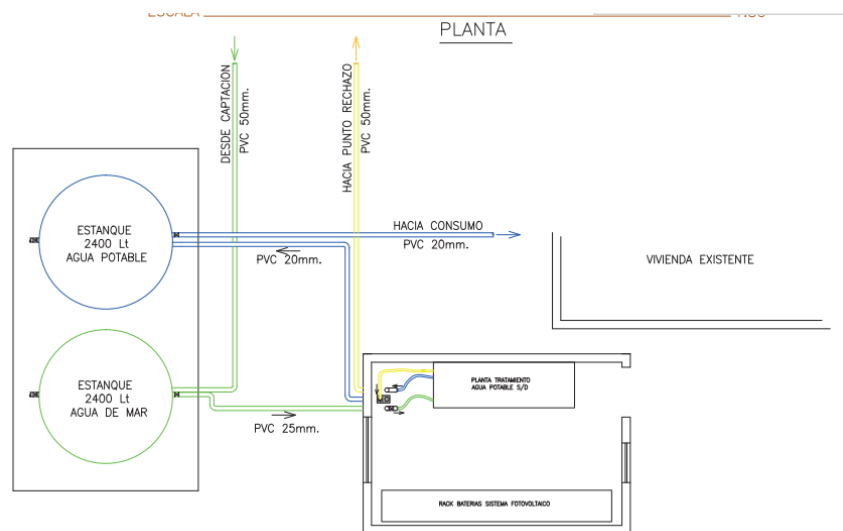 ESCALA
PLANTA
DESDE CAPTACION
PVC 50mm.
HACIA PUNTO RECHAZO
PVC 50mm.
ESTANQUE
2400 Lt
AGUA POTABLE
HACIA CONSUMO
PVC 20mm.
PVC 20mm.
VIVIENDA EXISTENTE
ESTANQUE
2400 Lt
AGUA DE MAR
PVC 25mm.
PLANTA TRATAMIENTO
AGUA POTABLE S/D
RACK BATERIAS SISTEMA FOTOVOLTAICO